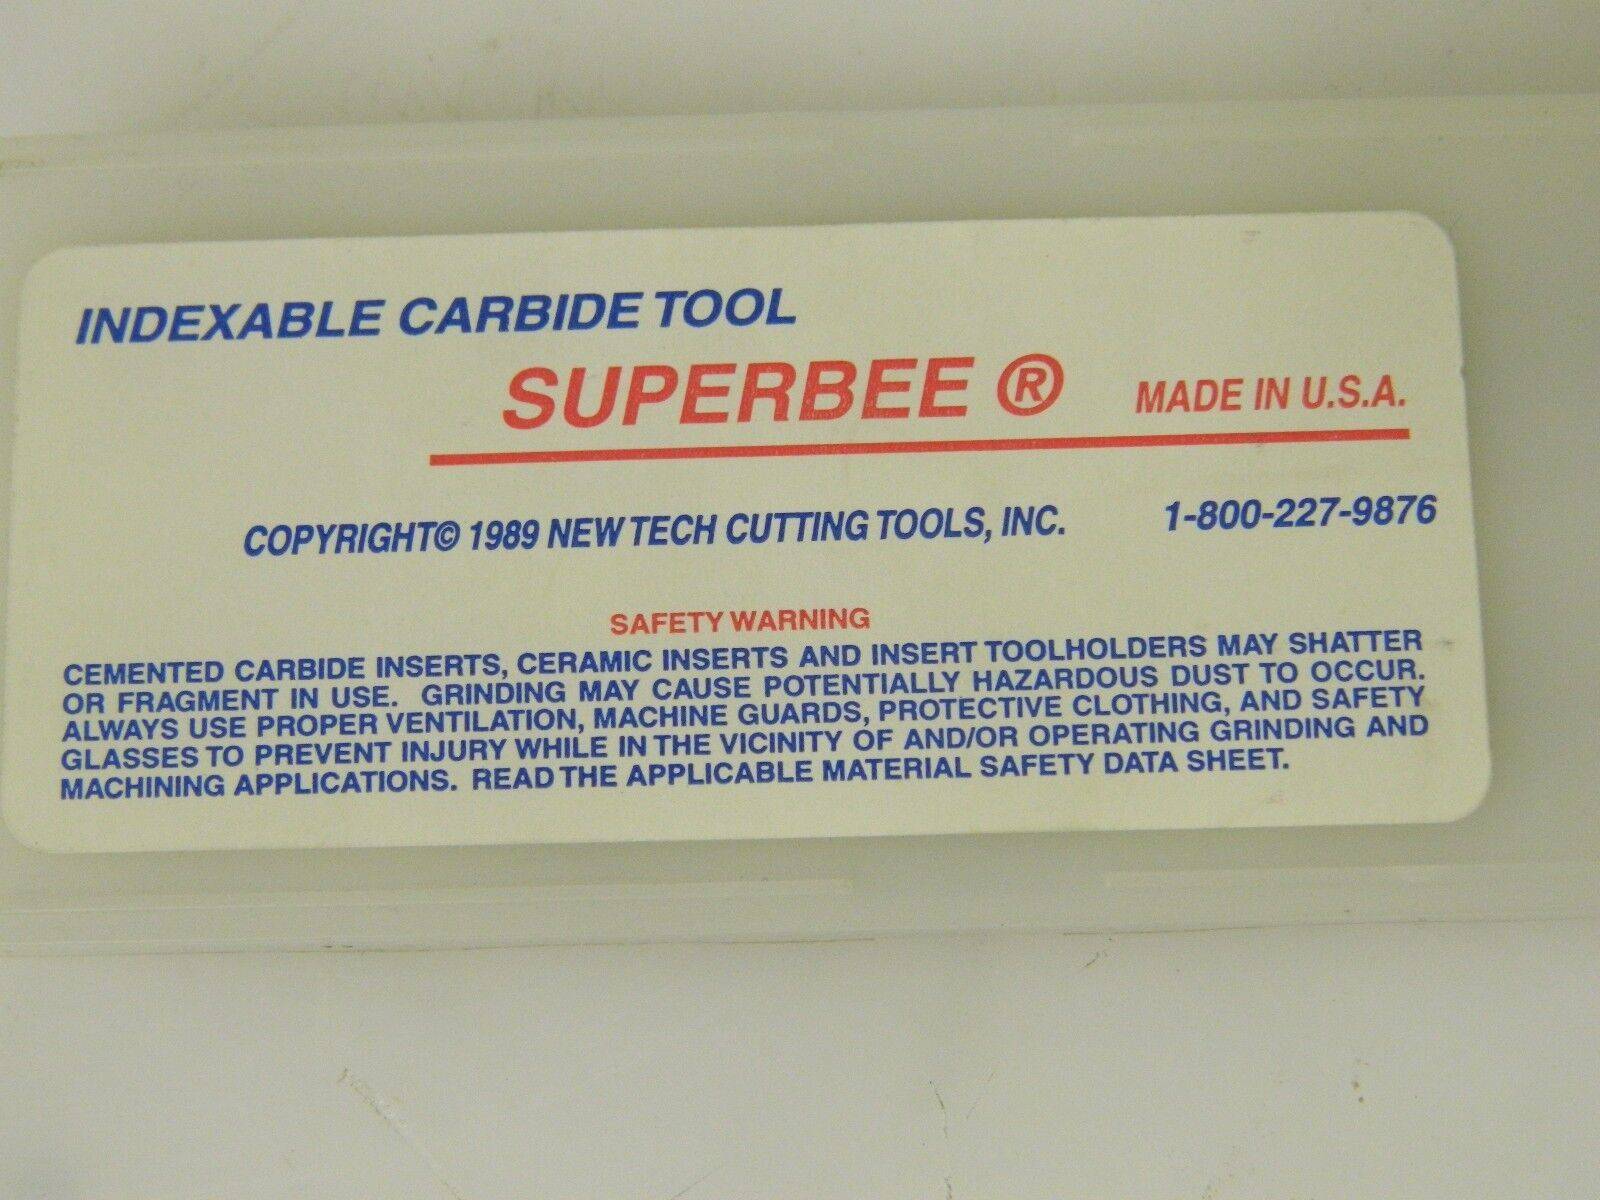 INDEXABLE CARBIDE TOOL
SUPERBEE ® MADE IN U.S.A.
COPYRIGHT© 1989 NEW TECH CUTTING TOOLS, INC. 1-800-227-9876
SAFETY WARNING
CEMENTED CARBIDE INSERTS, CERAMIC INSERTS AND INSERT TOOLHOLDERS MAY SHATTER
OR FRAGMENT IN USE. GRINDING MAY CAUSE POTENTIALLY HAZARDOUS DUST TO OCCUR.
ALWAYS USE PROPER VENTILATION, MACHINE GUARDS, PROTECTIVE CLOTHING, AND SAFETY
GLASSES TO PREVENT INJURY WHILE IN THE VICINITY OF AND/OR OPERATING GRINDING AND
MACHINING APPLICATIONS. READ THE APPLICABLE MATERIAL SAFETY DATA SHEET.